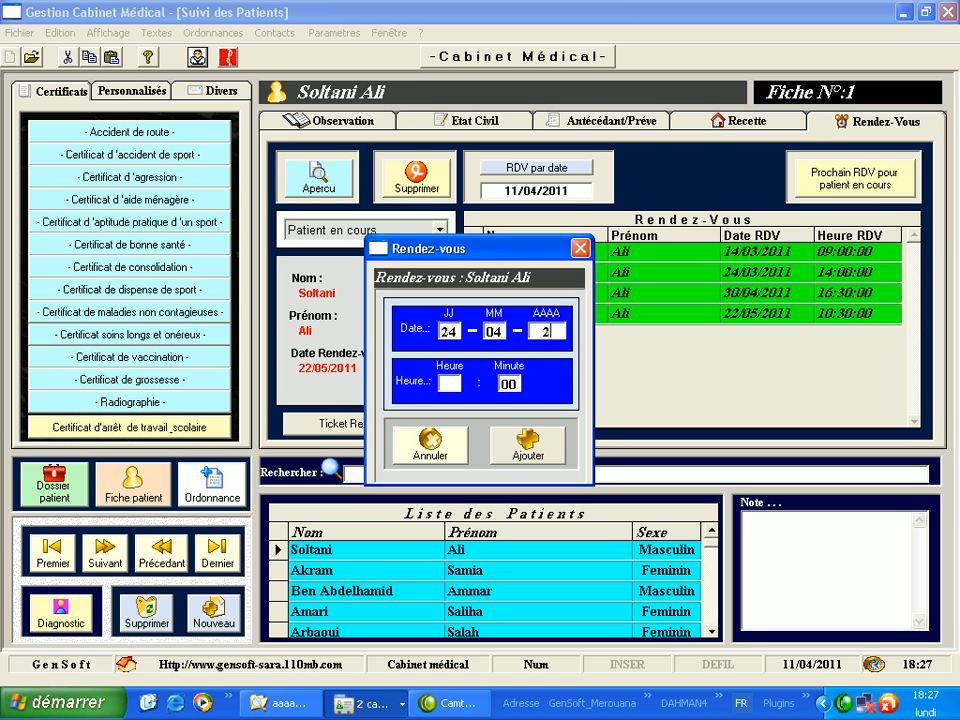 Gestion Cabinet Médical - [Suivi des Patients]
Fichier Edition Affichage Textes Ordonnances Contacts Parametres Fenêtre ?
-Cabinet Médical-
Certificats Personnalisés Divers
Soltani Ali Fiche N°:1
Observation Etat Civil Antécédant/Préve Recette Rendez-Vous
- Accident de route -
- Certificat d 'accident de sport -
- Certificat d 'agression -
- Certificat d 'aide ménagère -
- Certificat d 'aptitude pratique d 'un sport -
- Certificat de bonne santé -
- Certificat de consolidation -
- Certificat de dispense de sport -
- Certificat de maladies non contagieuses -
- Certificat soins longs et onéreux -
- Certificat de vaccination -
- Certificat de grossesse -
- Radiographie -
Certificat d'arrêt de travail _scolaire
Apercu
Supprimer
RDV par date
11/04/2011
Prochain RDV pour
patient en cours
Patient en cours
Rendez-Vous
Prénom Date RDV Heure RDV
Ali 14/03/2011 09:00:00
Ali 24/03/2011 14:00:00
Ali 30/04/2011 16:30:00
Ali 22/05/2011 10:30:00
Nom :
Soltani
Prénom :
Ali
Date Rendez-v
22/05/2011
Ticket Re
Rendez-vous
Rendez-vous : Soltani Ali
JJ MM AAAA
Date..: 24 - 04 - 2
Heure Minute
Heure..: : 00
Annuler Ajouter
Dossier
patient
Fiche patient
Ordonnance
Rechercher :
Premier Suivant Précedant Dernier
Diagnostic Supprimer Nouveau
Liste des Patients
Nom Prénom Sexe
Soltani Ali Masculin
Akram Samia Feminin
Ben Abdelhamid Ammar Masculin
Amari Saliha Feminin
Arbaoui Salah Feminin
Note . . .
GenSoft Http://www.gensoft-sara.110mb.com Cabinet médical Num INSER DEFIL 11/04/2011 18:27
démarrer aaaa... 2 ca... Camt... Adresse GenSoft_Merouana DAHMAN4 FR Plugins 18:27
lundi